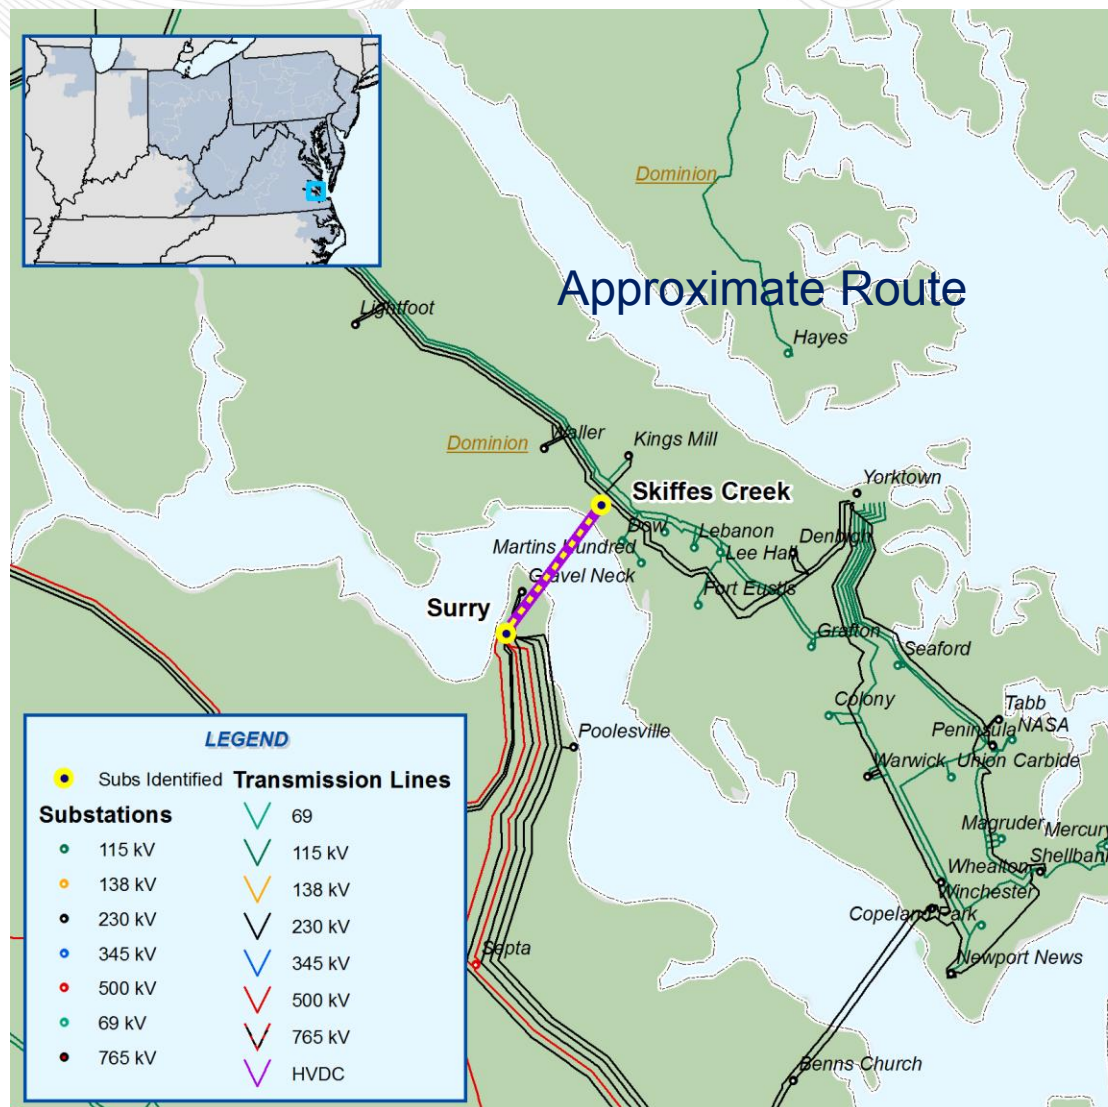 Dominion
Approximate Route
Lightfoot
Hayes
Waller
Dominion
Kings Mill
Yorktown
Skiffes Creek
Dow
Lebanon
Denbigh
Martins Hundred
Lee Hall
Gravel Neck
Fort Eustis
Surry
Grafton
Seaford
Colony
Tabb
Peninsula
NASA
Poolesville
Warwick
Union Carbide
Magruder
Mercury
Whealton
Shellbank
Winchester
Copeland Park
Septa
Newport News
Benns Church
LEGEND
Subs Identified
Substations
115 kV
138 kV
230 kV
345 kV
500 kV
69 kV
765 kV
Transmission Lines
69
115 kV
138 kV
230 kV
345 kV
500 kV
765 kV
HVDC